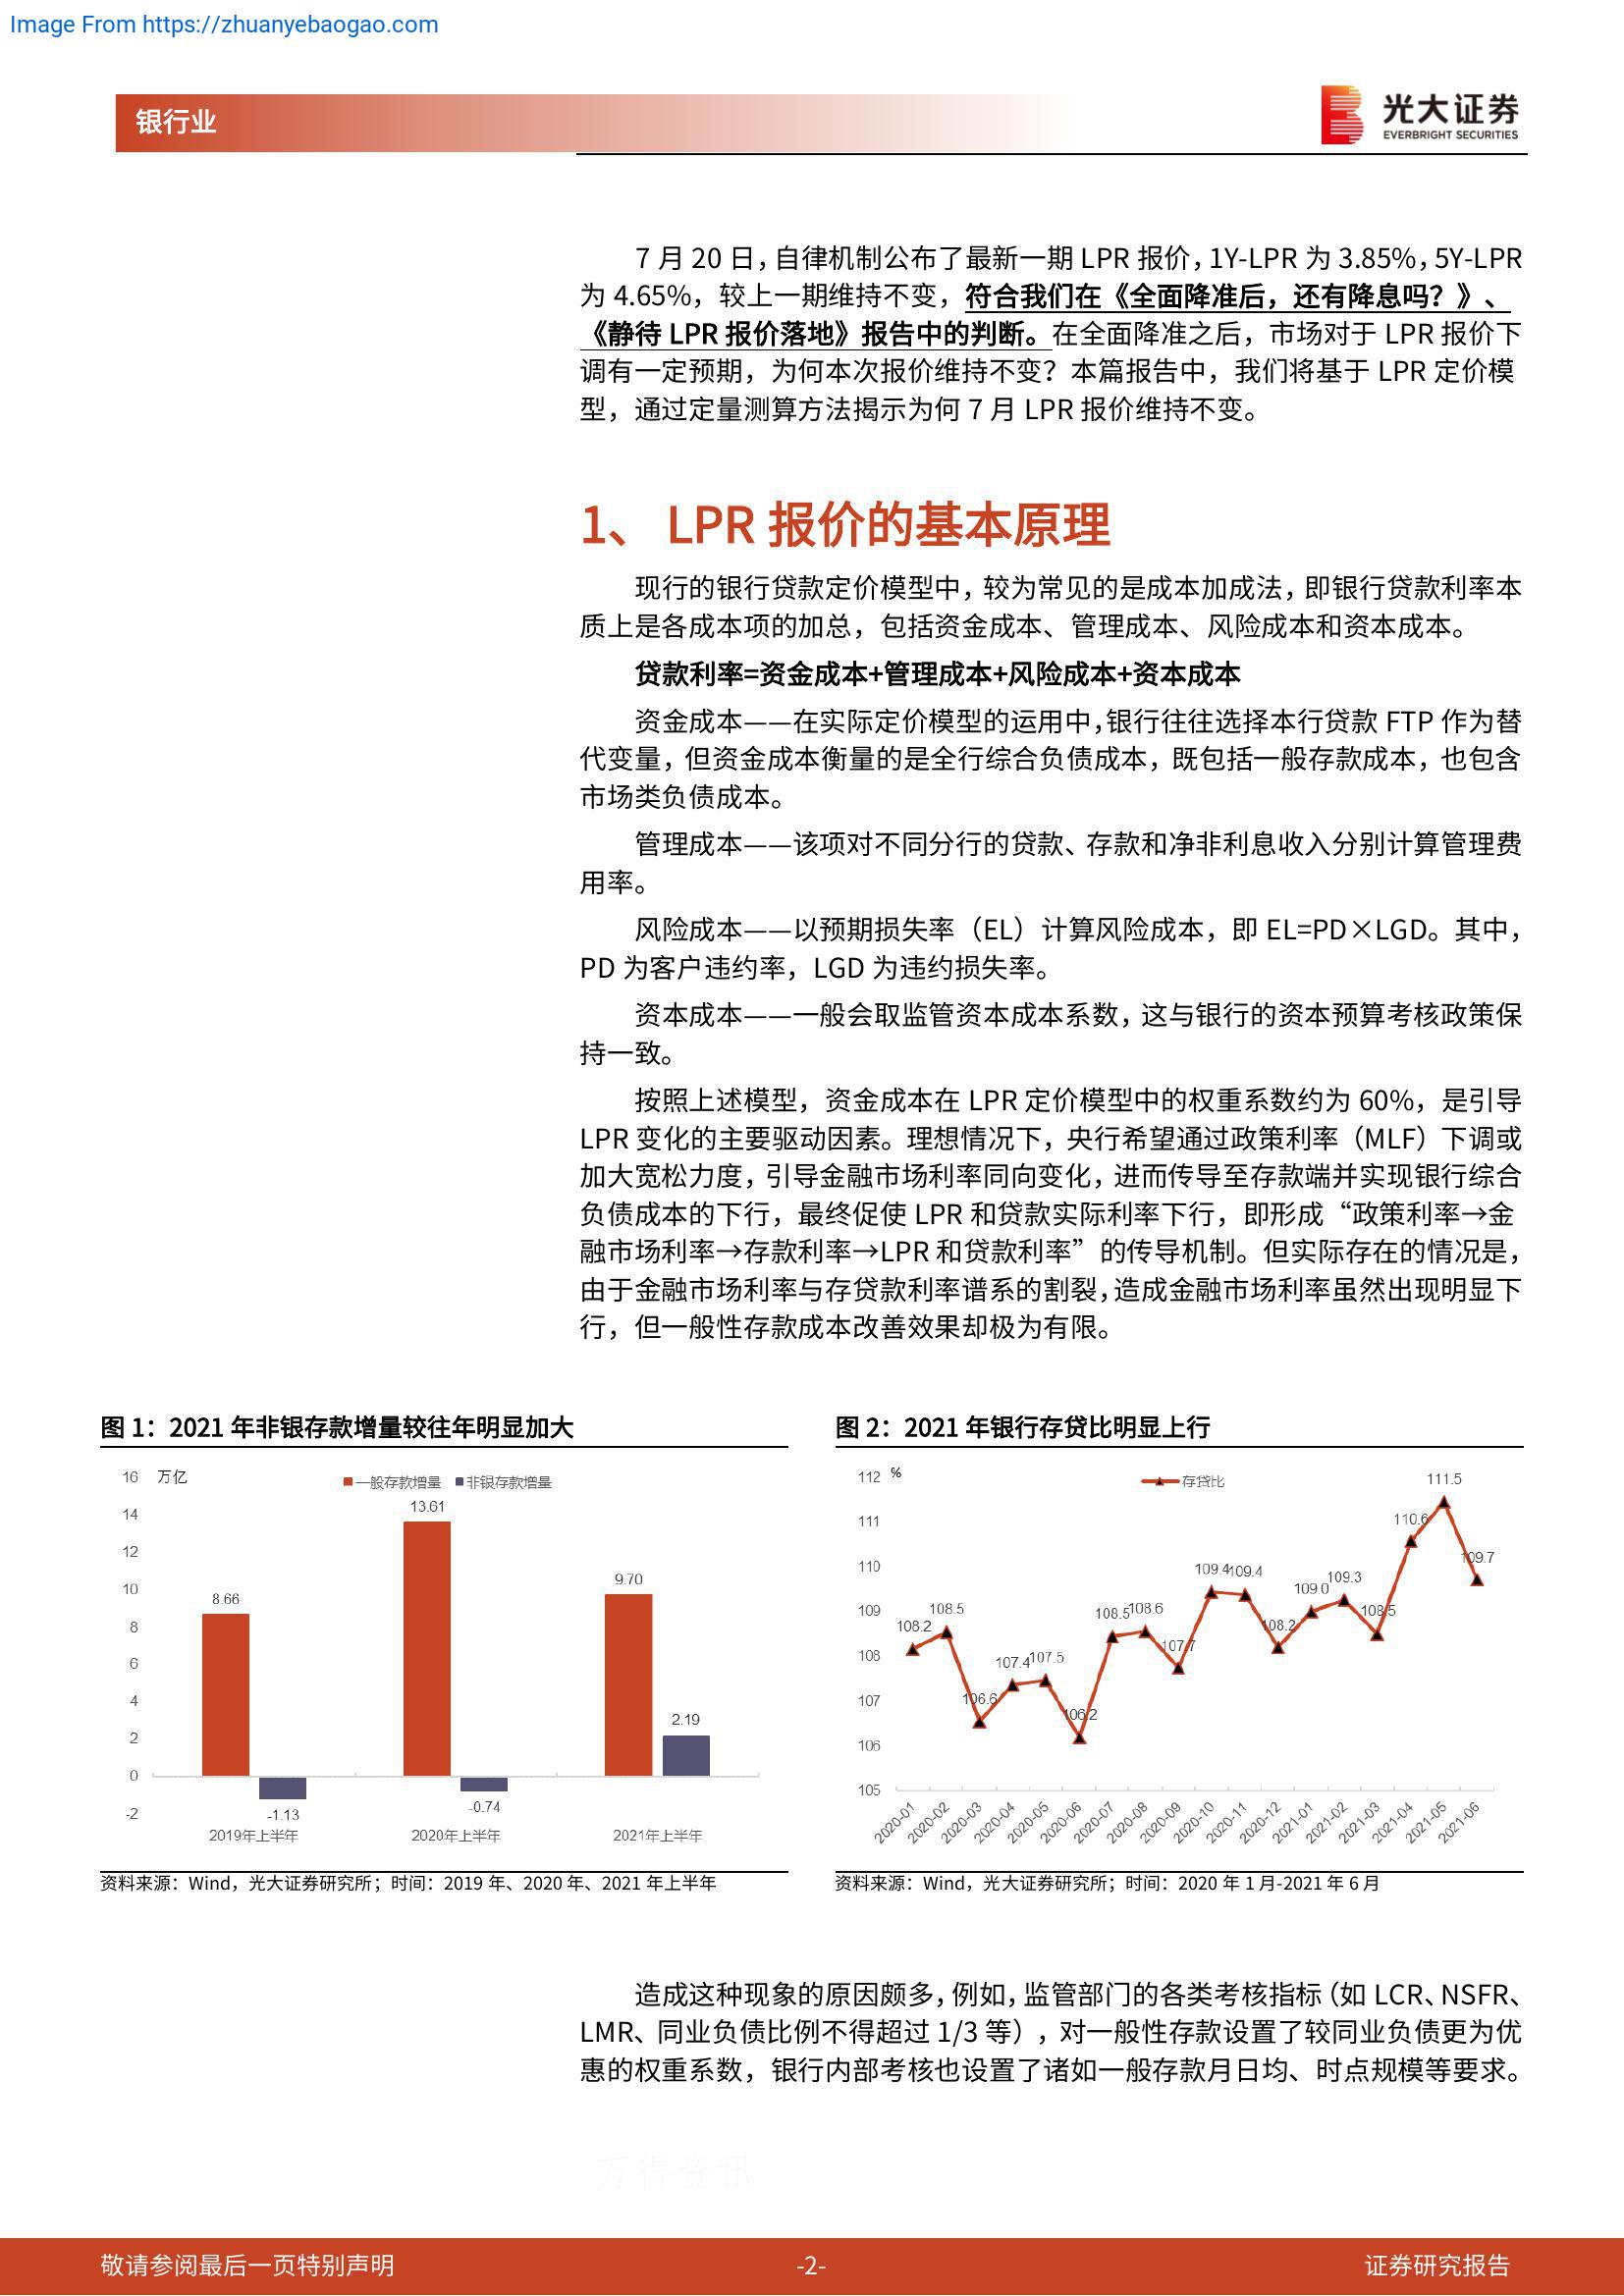 Image From https://zhuanyebaogao.com
银行业
光大证券
EVERBRIGHT SECURITIES
7 月 20 日，自律机制公布了最新一期 LPR 报价，1Y-LPR 为 3.85%，5Y-LPR
为 4.65%，较上一期维持不变，符合我们在《全面降准后，还有降息吗？》、
《静待 LPR 报价落地》报告中的判断。在全面降准之后，市场对于 LPR 报价下
调有一定预期，为何本次报价维持不变？本篇报告中，我们将基于 LPR 定价模
型，通过定量测算方法揭示为何 7 月 LPR 报价维持不变。
1、 LPR 报价的基本原理
现行的银行贷款定价模型中，较为常见的是成本加成法，即银行贷款利率本
质上是各成本项的加总，包括资金成本、管理成本、风险成本和资本成本。
贷款利率=资金成本+管理成本+风险成本+资本成本
资金成本——在实际定价模型的运用中，银行往往选择本行贷款 FTP 作为替
代变量，但资金成本衡量的是全行综合负债成本，既包括一般存款成本，也包含
市场类负债成本。
管理成本——该项对不同分行的贷款、存款和净非利息收入分别计算管理费
用率。
风险成本——以预期损失率（EL）计算风险成本，即 EL=PD×LGD。其中，
PD 为客户违约率，LGD 为违约损失率。
资本成本——一般会取监管资本成本系数，这与银行的资本预算考核政策保
持一致。
按照上述模型，资金成本在 LPR 定价模型中的权重系数约为 60%，是引导
LPR 变化的主要驱动因素。理想情况下，央行希望通过政策利率（MLF）下调或
加大宽松力度，引导金融市场利率同向变化，进而传导至存款端并实现银行综合
负债成本的下行，最终促使 LPR 和贷款实际利率下行，即形成“政策利率→金
融市场利率→存款利率→LPR 和贷款利率”的传导机制。但实际存在的情况是，
由于金融市场利率与存贷款利率谱系的割裂，造成金融市场利率虽然出现明显下
行，但一般性存款成本改善效果却极为有限。
图 1：2021 年非银存款增量较往年明显加大
万亿
一般存款增量 非银存款增量
16
14
12
10
8
6
4
2
0
-2
8.66
-1.13
13.61
-0.74
9.70
2.19
2019年上半年 2020年上半年 2021年上半年
资料来源：Wind，光大证券研究所；时间：2019 年、2020 年、2021 年上半年
图 2：2021 年银行存贷比明显上行
%
存贷比
112
111
110
109
108
107
106
105
108.2
108.5
106.6
107.4
107.5
106.2
108.5
108.6
107.7
109.4
109.4
108.2
109.0
109.3
108.5
110.6
111.5
109.7
2020-01
2020-02
2020-03
2020-04
2020-05
2020-06
2020-07
2020-08
2020-09
2020-10
2020-11
2020-12
2021-01
2021-02
2021-03
2021-04
2021-05
2021-06
资料来源：Wind，光大证券研究所；时间：2020 年 1 月-2021 年 6 月
造成这种现象的原因颇多，例如，监管部门的各类考核指标（如 LCR、NSFR、
LMR、同业负债比例不得超过 1/3 等），对一般性存款设置了较同业负债更为优
惠的权重系数，银行内部考核也设置了诸如一般存款月日均、时点规模等要求。
万得资讯
敬请参阅最后一页特别声明
-2-
证券研究报告